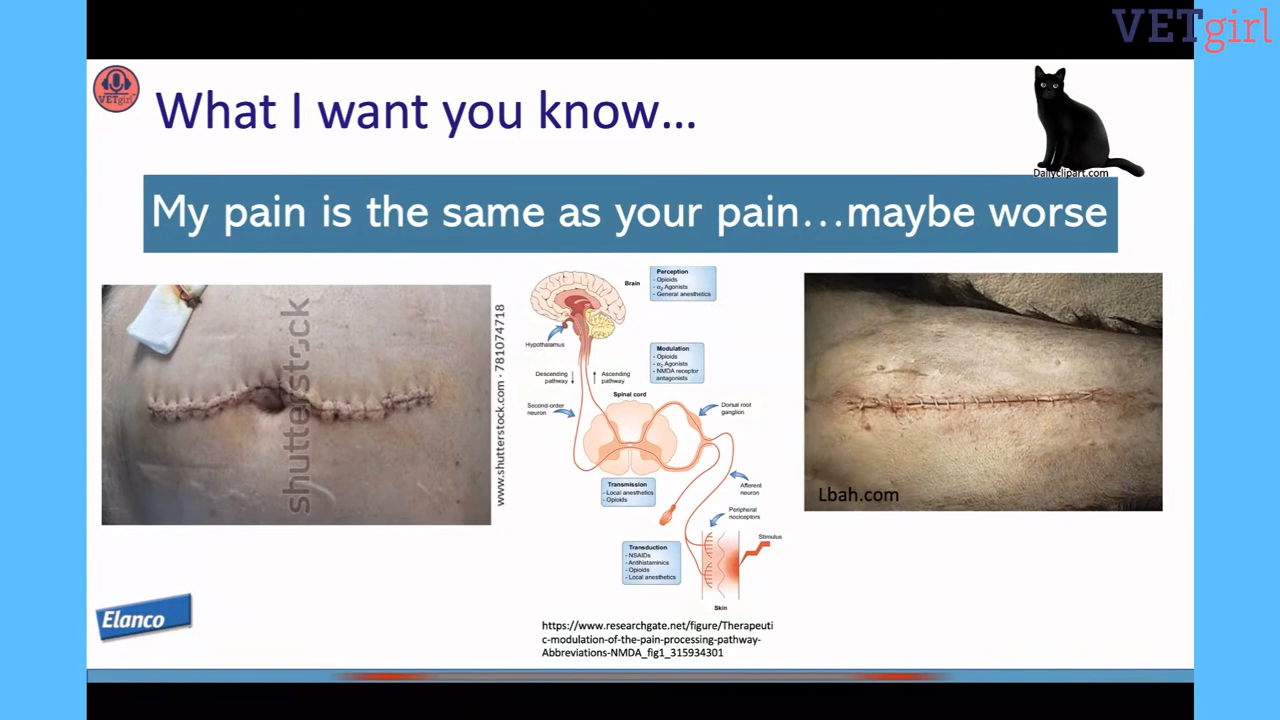 VETgirl
VETgirl
What I want you know...
Dailyclipart.com
My pain is the same as your pain...maybe worse
shutterstock
www.shutterstock.com · 781074718
Brain
Perception
- Opioids
- α₂ Agonists
- General anesthetics
Hypothalamus
Modulation
- Opioids
- α₂ Agonists
- NMDA receptor
antagonists
Descending
pathway
Ascending
pathway
Spinal cord
Second-order
neuron
Dorsal root
ganglion
Transmission
- Local anesthetics
- Opioids
Afferent
neuron
Peripheral
nociceptors
Stimulus
Transduction
- NSAIDs
- Antihistaminics
- Opioids
- Local anesthetics
Skin
Lbah.com
Elanco
https://www.researchgate.net/figure/Therapeuti
c-modulation-of-the-pain-processing-pathway-
Abbreviations-NMDA_fig1_315934301